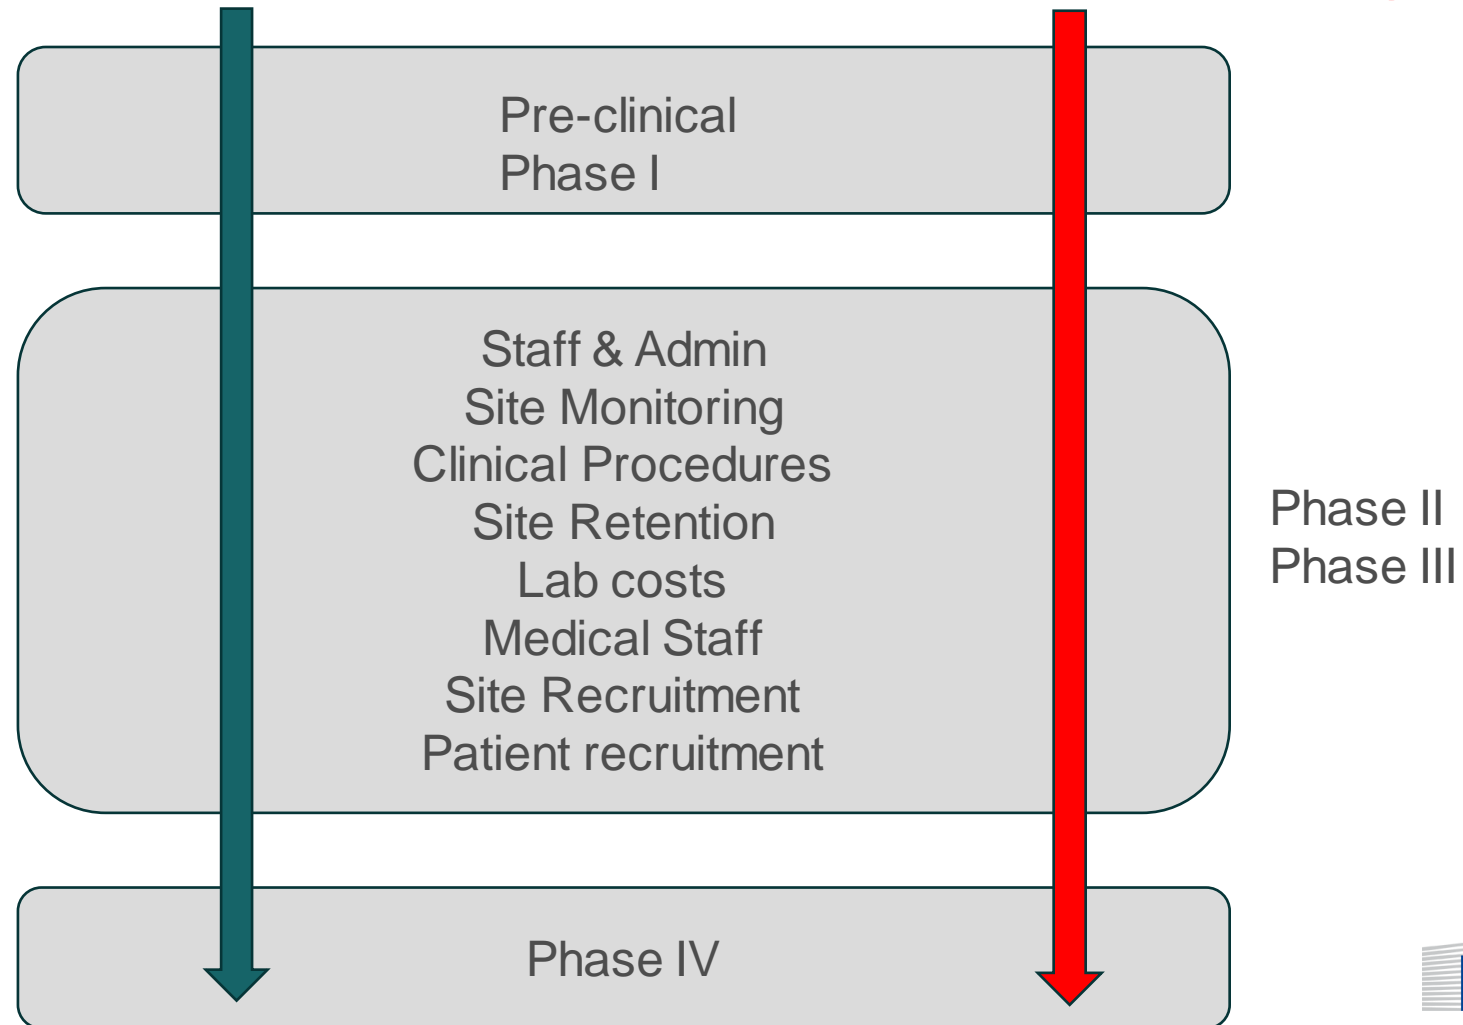 Pre-clinical
Phase I
Staff & Admin
Site Monitoring
Clinical Procedures
Site Retention
Lab costs
Medical Staff
Site Recruitment
Patient recruitment
Phase II
Phase III
Phase IV